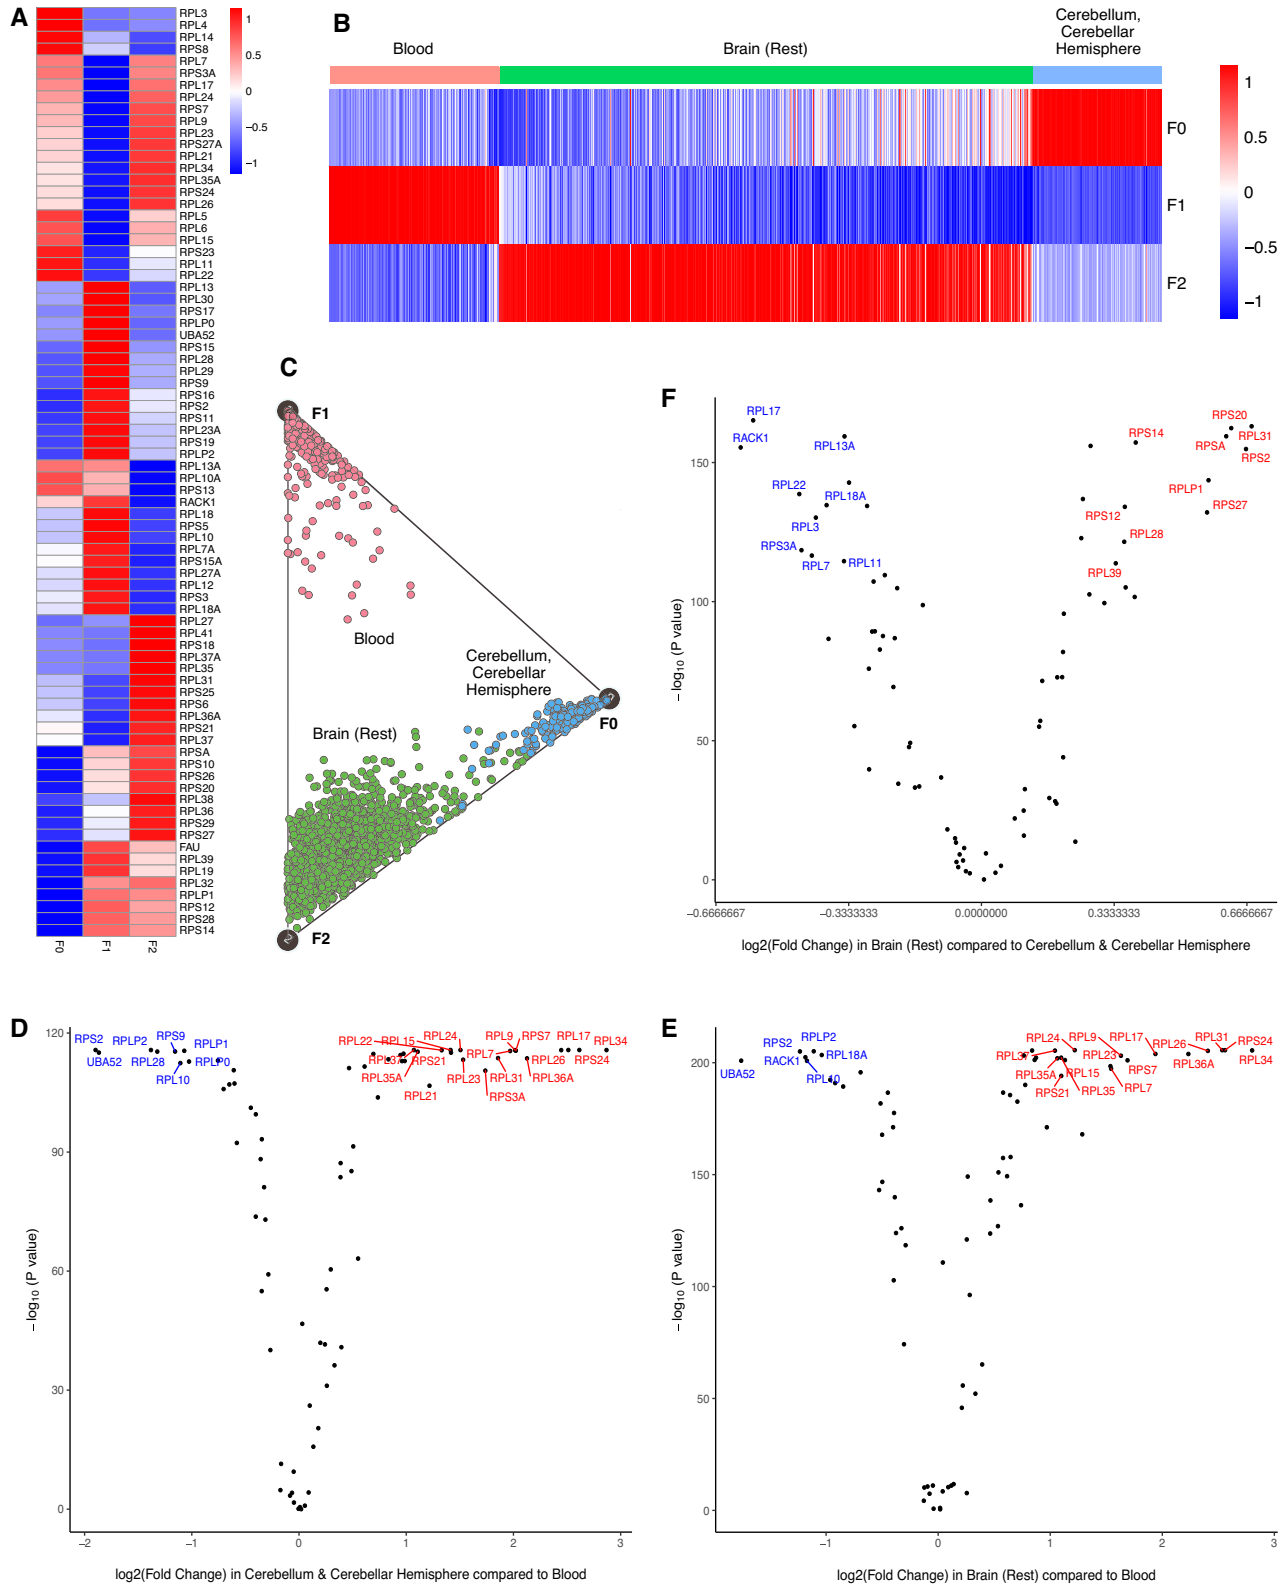 A
RPL3
RPL4
RPL14
RPS8
RPL7
RPS3A
RPL17
RPL24
RPS7
RPL9
RPL23
RPS27A
RPL21
RPL34
RPL35A
RPS24
RPL26
RPL5
RPL6
RPL15
RPS23
RPL11
RPL22
RPL13
RPL30
RPS17
RPLP0
UBA52
RPS15
RPL28
RPL29
RPS9
RPS16
RPS2
RPS11
RPL23A
RPS19
RPLP2
RPL13A
RPL10A
RPS13
RACK1
RPL18
RPS5
RPL10
RPL7A
RPS15A
RPL27A
RPL12
RPS3
RPL18A
RPL27
RPL41
RPS18
RPL37A
RPL35
RPL31
RPS25
RPS6
RPL36A
RPS21
RPL37
RPSA
RPS10
RPS26
RPS20
RPL38
RPL36
RPS29
RPS27
FAU
RPL39
RPL19
RPL32
RPLP1
RPS12
RPS28
RPS14
F0 F1 F2
1
0.5
0
−0.5
−1
B
Blood
Brain (Rest)
Cerebellum,
Cerebellar
Hemisphere
F0
F1
F2
1
0.5
0
−0.5
−1
C
F1
Blood
Cerebellum,
Cerebellar
Hemisphere
F0
Brain (Rest)
F2
F
RPL17
RACK1
RPL13A
RPL22
RPL18A
RPL3
RPS3A
RPL7
RPL11
RPS20
RPS14
RPSA
RPL31
RPS2
RPLP1
RPS27
RPS12
RPL28
RPL39
150
100
50
0
−log10 (P value)
−0.6666667 −0.3333333 0.0000000 0.3333333 0.6666667
log2(Fold Change) in Brain (Rest) compared to Cerebellum & Cerebellar Hemisphere
D
RPS2
RPLP2
RPS9
RPLP1
UBA52
RPL28
RPLP0
RPL10
RPL22
RPL15
RPL24
RPL9
RPS7
RPL17
RPL34
RPL37
RPS21
RPL7
RPL26
RPS24
RPL35A
RPL23
RPL31
RPL36A
RPL21
RPS3A
120
90
60
30
0
−log10 (P value)
−2 −1 0 1 2 3
log2(Fold Change) in Cerebellum & Cerebellar Hemisphere compared to Blood
E
RPS2
RPLP2
RACK1
RPL18A
UBA52
RPL10
RPL24
RPL9
RPL17
RPL31
RPL26
RPS24
RPL37
RPL23
RPL36A
RPL34
RPL35A
RPL15
RPS7
RPS21
RPL35
RPL7
200
150
100
50
0
−log10 (P value)
−1 0 1 2 3
log2(Fold Change) in Brain (Rest) compared to Blood